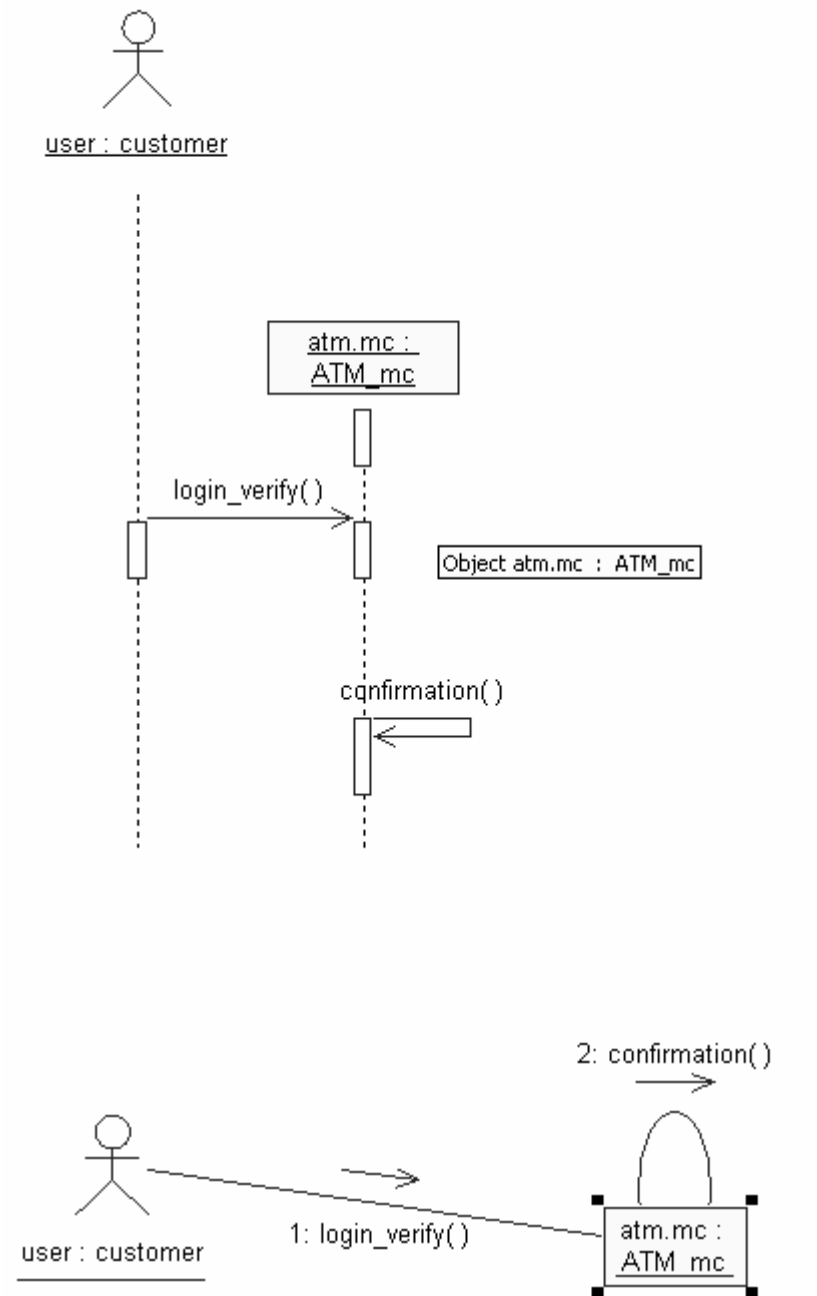 user : customer
atm.mc :
ATM_mc
login_verify( )
Object atm.mc : ATM_mc
confirmation( )
2: confirmation( )
1: login_verify( )
user : customer
atm.mc :
ATM_mc